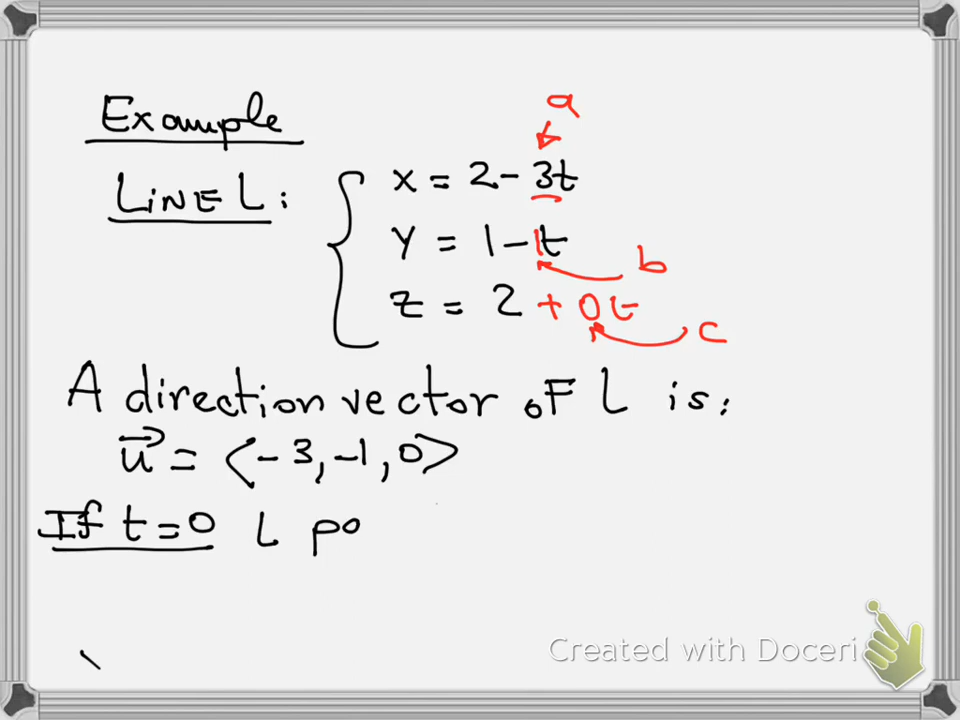 Example
a
LINE L: x = 2 - 3t
y = 1 - 1t
b
z = 2 + 0t
c
A direction vector oF L is:
u = <-3, -1, 0>
If t = 0 L po
Created with Doceri